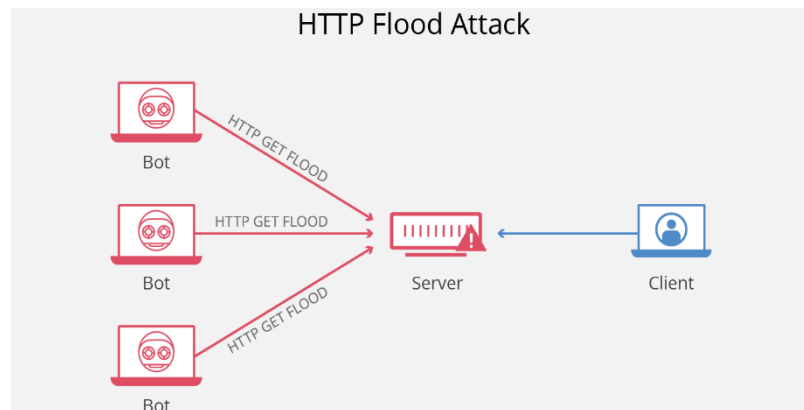 HTTP Flood Attack
HTTP GET FLOOD
Bot
HTTP GET FLOOD
Bot
Server
Client
HTTP GET FLOOD
Bot